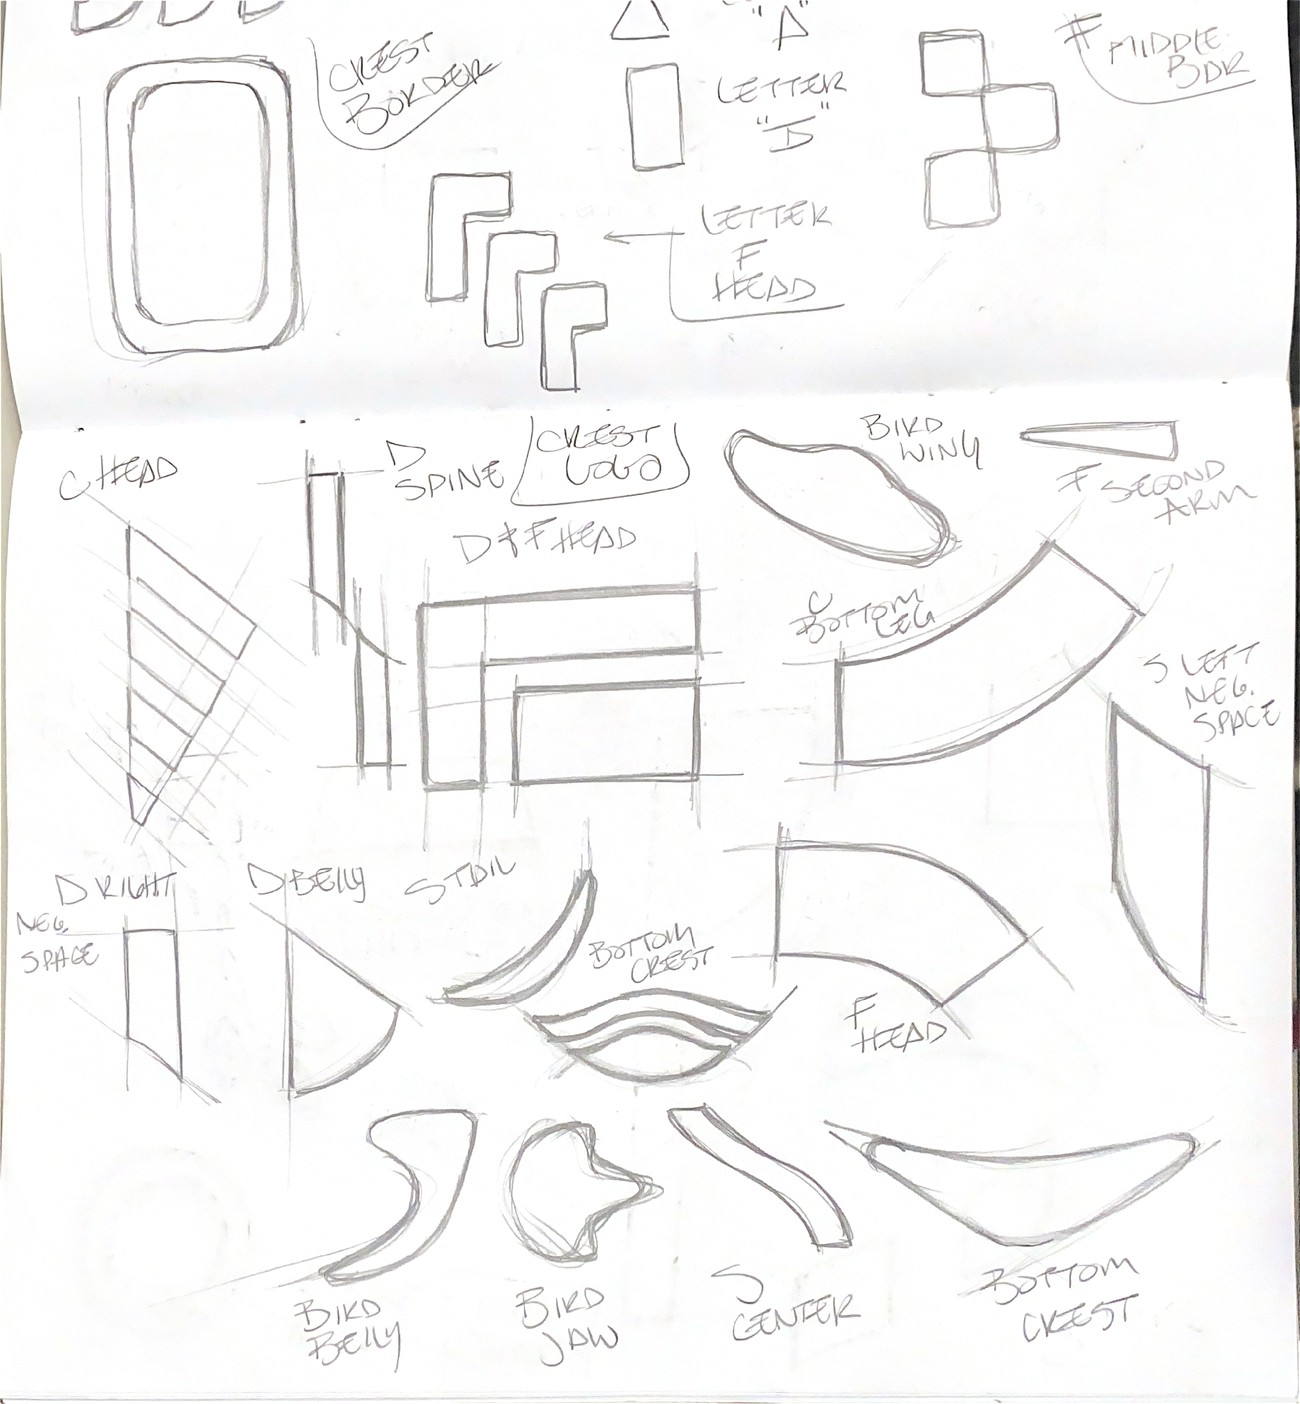 "A"
CREST
BORDER
LETTER
"D"
F MIDDLE
BDR
LETTER
F
HEAD
C HEAD
D
SPINE
CREST
LOGO
D & F HEAD
BIRD
WING
F SECOND
ARM
C
BOTTOM
LEG
S LEFT
NEG.
SPACE
D RIGHT
NEG.
SPACE
D BELLY
S TAIL
BOTTOM
CREST
F
HEAD
BIRD
BELLY
BIRD
JAW
S
CENTER
BOTTOM
CREST